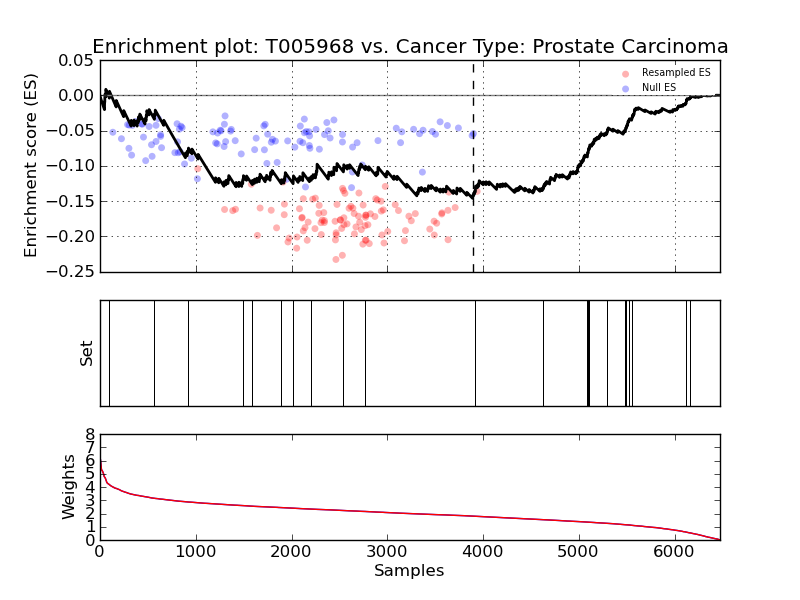 Enrichment plot: T005968 vs. Cancer Type: Prostate Carcinoma
Enrichment score (ES)
0.05
0.00
−0.05
−0.10
−0.15
−0.20
−0.25
Resampled ES
Null ES
Set
Weights
8
7
6
5
4
3
2
1
0
0 1000 2000 3000 4000 5000 6000
Samples